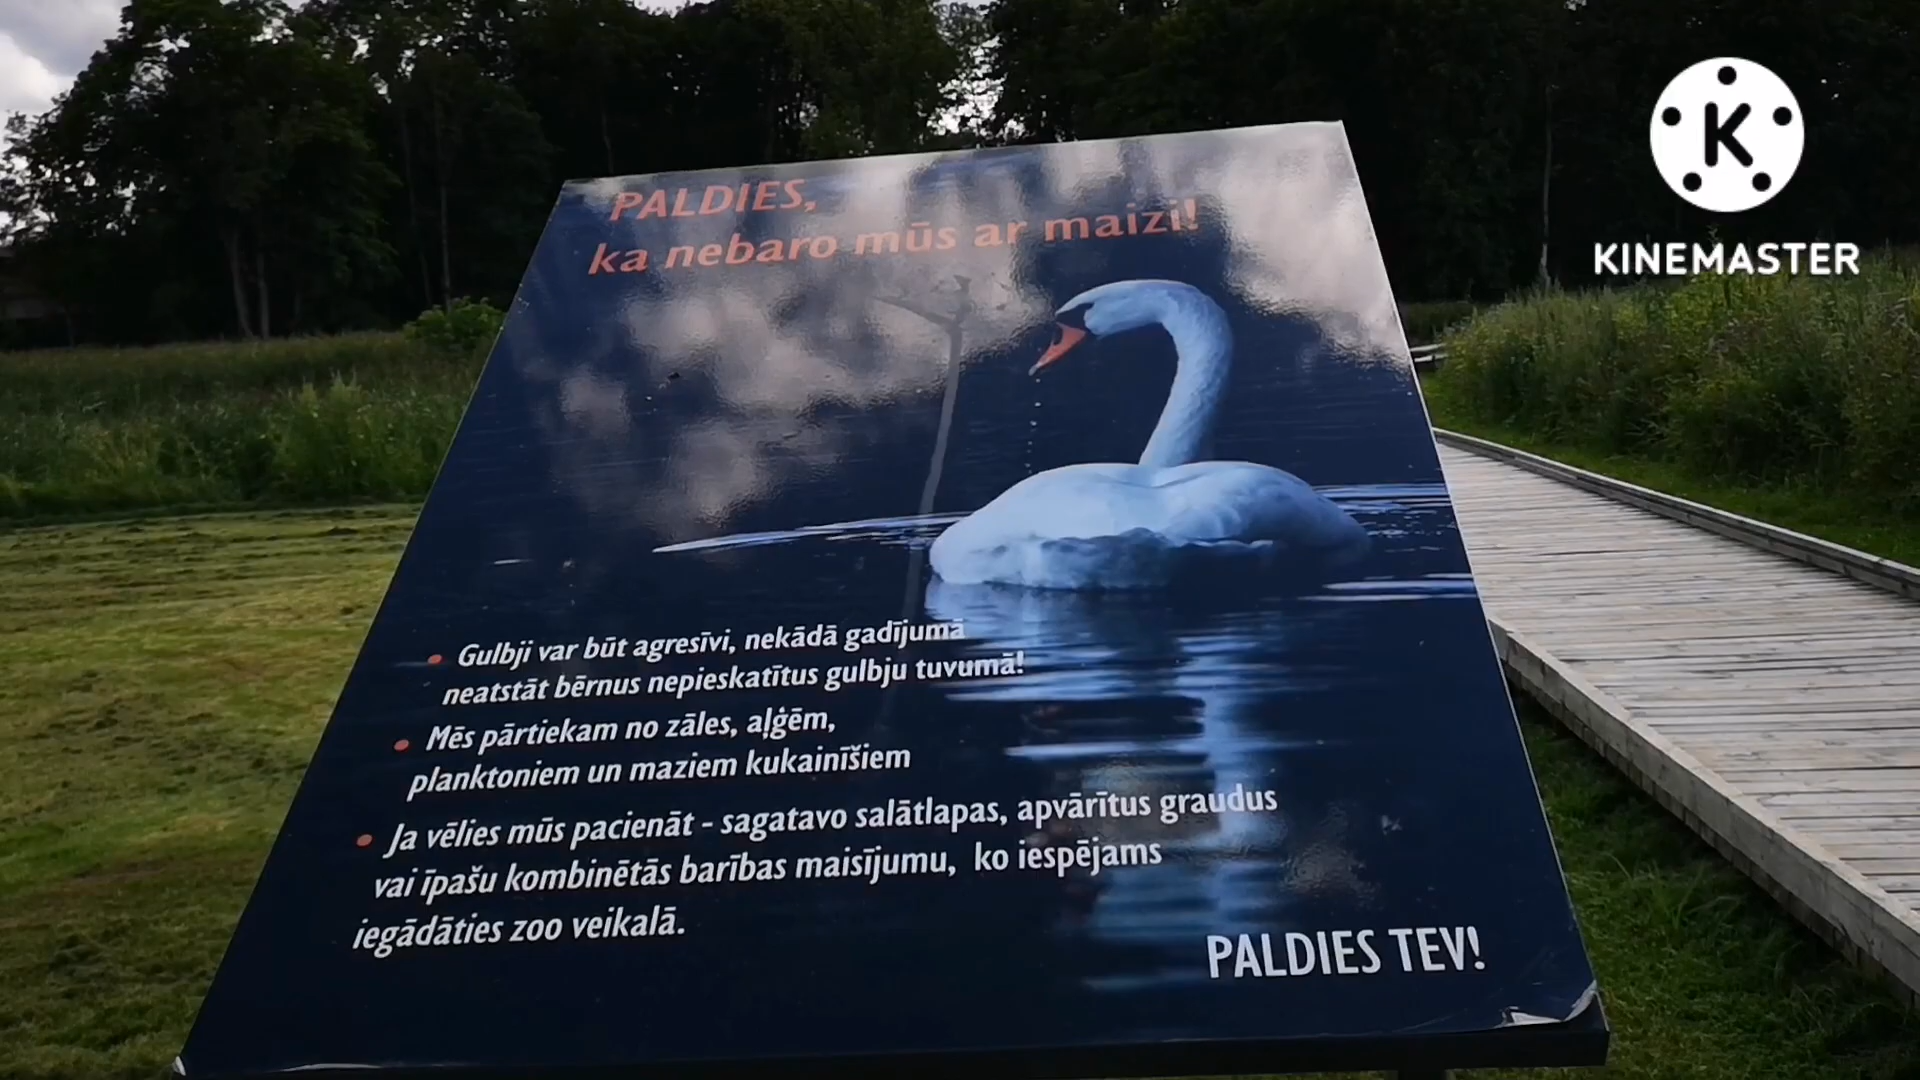 PALDIES,
ka nebaro mūs ar maizi!
K
KINEMASTER
• Gulbji var būt agresīvi, nekādā gadījumā
neatstāt bērnus nepieskatītus gulbju tuvumā!
• Mēs pārtiekam no zāles, aļģēm,
planktoniem un maziem kukainīšiem
• Ja vēlies mūs pacienāt - sagatavo salātlapas, apvārītus graudus
vai īpašu kombinētās barības maisījumu, ko iespējams
iegādāties zoo veikalā.
PALDIES TEV!